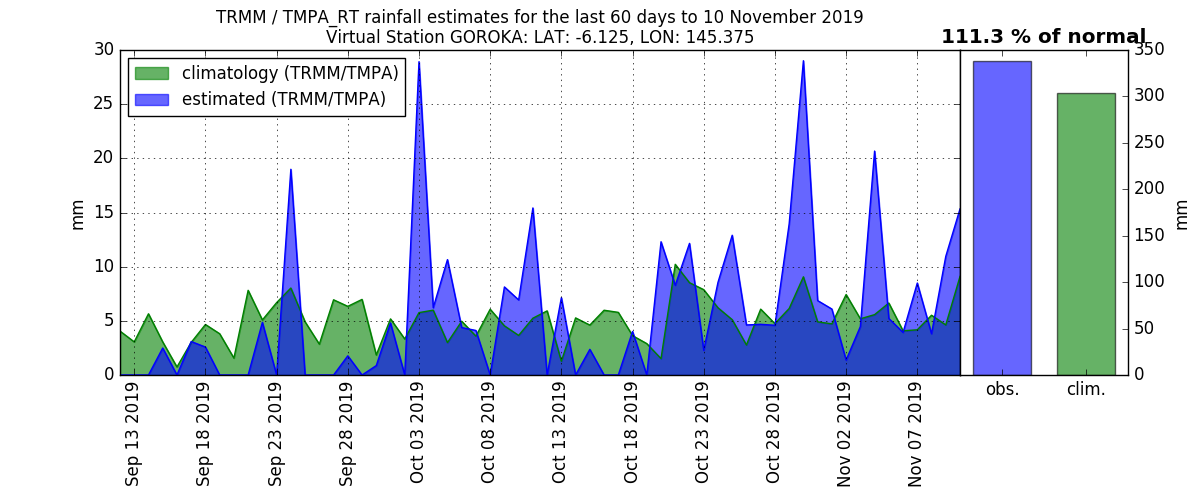 TRMM / TMPA_RT rainfall estimates for the last 60 days to 10 November 2019
Virtual Station GOROKA: LAT: -6.125, LON: 145.375
111.3 % of normal
climatology (TRMM/TMPA)
estimated (TRMM/TMPA)
30
25
20
15
10
5
0
mm
350
300
250
200
150
100
50
0
mm
Sep 13 2019
Sep 18 2019
Sep 23 2019
Sep 28 2019
Oct 03 2019
Oct 08 2019
Oct 13 2019
Oct 18 2019
Oct 23 2019
Oct 28 2019
Nov 02 2019
Nov 07 2019
obs.
clim.